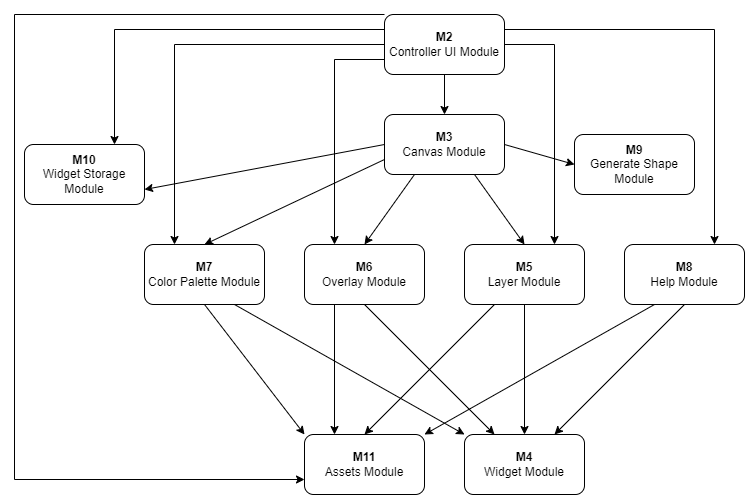 M2
Controller UI Module
M3
Canvas Module
M10
Widget Storage
Module
M9
Generate Shape
Module
M7
Color Palette Module
M6
Overlay Module
M5
Layer Module
M8
Help Module
M11
Assets Module
M4
Widget Module